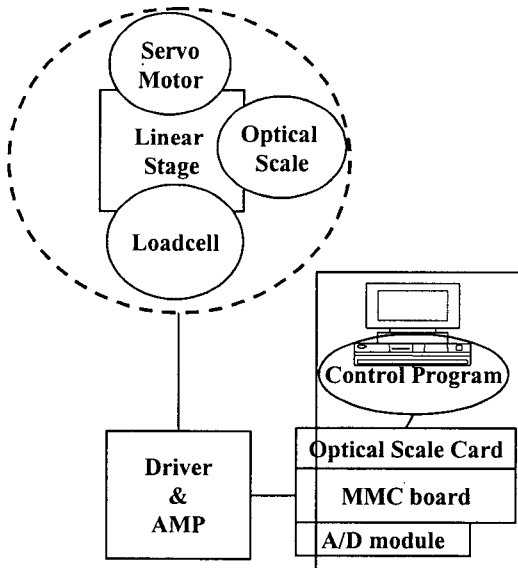 Servo
Motor
Linear
Stage
Optical
Scale
Loadcell
Control Program
Driver
&
AMP
Optical Scale Card
MMC board
A/D module